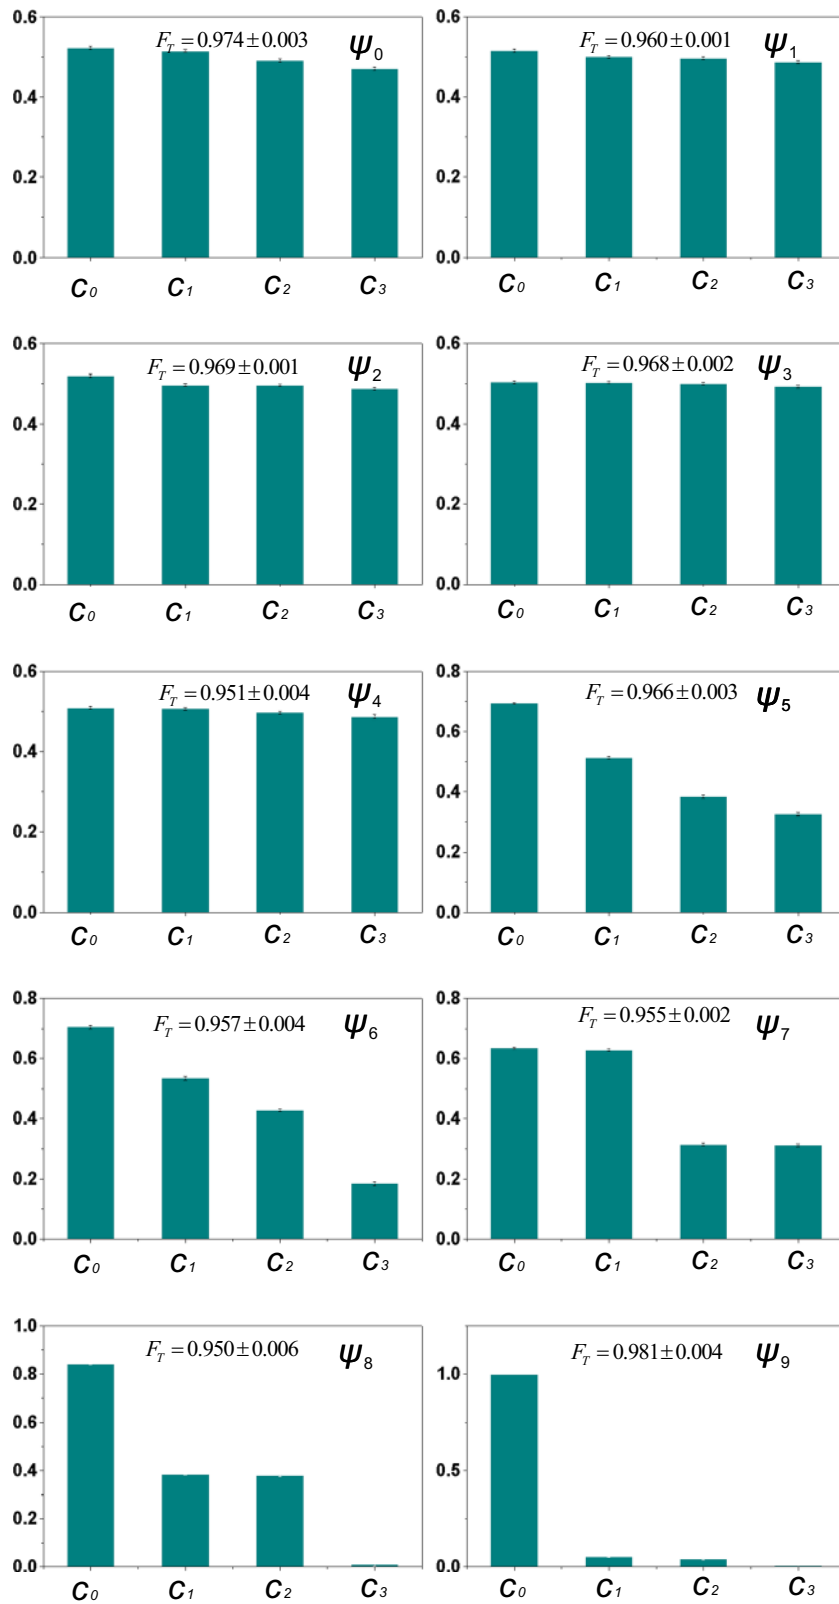 0.6
F_T = 0.974±0.003 ψ₀
0.4
0.2
0.0
C₀ C₁ C₂ C₃
0.6
F_T = 0.960±0.001 ψ₁
0.4
0.2
0.0
C₀ C₁ C₂ C₃
0.6
F_T = 0.969±0.001 ψ₂
0.4
0.2
0.0
C₀ C₁ C₂ C₃
0.6
F_T = 0.968±0.002 ψ₃
0.4
0.2
0.0
C₀ C₁ C₂ C₃
0.6
F_T = 0.951±0.004 ψ₄
0.4
0.2
0.0
C₀ C₁ C₂ C₃
0.8
F_T = 0.966±0.003 ψ₅
0.6
0.4
0.2
0.0
C₀ C₁ C₂ C₃
0.8
F_T = 0.957±0.004 ψ₆
0.6
0.4
0.2
0.0
C₀ C₁ C₂ C₃
0.8
F_T = 0.955±0.002 ψ₇
0.6
0.4
0.2
0.0
C₀ C₁ C₂ C₃
1.0
F_T = 0.950±0.006 ψ₈
0.8
0.6
0.4
0.2
0.0
C₀ C₁ C₂ C₃
F_T = 0.981±0.004 ψ₉
1.0
0.5
0.0
C₀ C₁ C₂ C₃